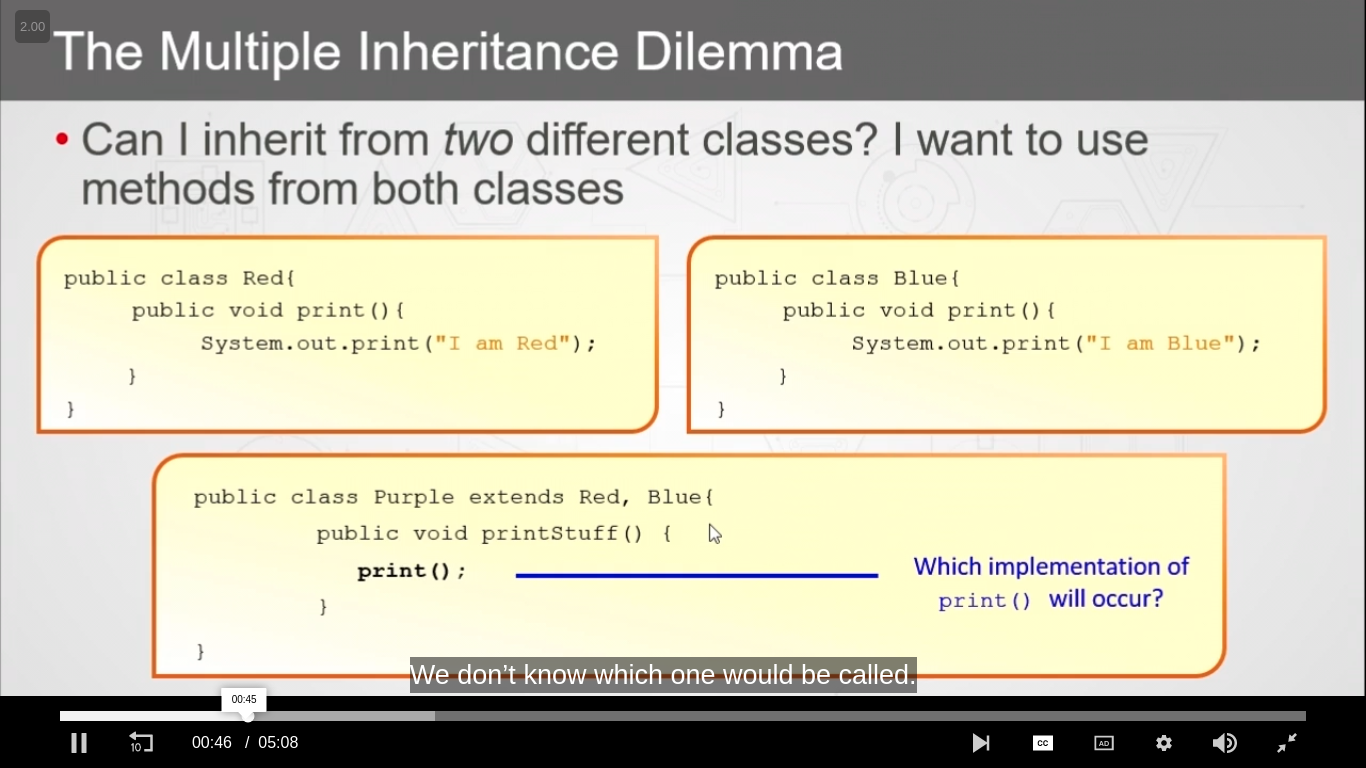 2.00
The Multiple Inheritance Dilemma
• Can I inherit from two different classes? I want to use
methods from both classes
public class Red{
public void print(){
System.out.print("I am Red");
}
}
public class Blue{
public void print(){
System.out.print("I am Blue");
}
}
public class Purple extends Red, Blue{
public void printStuff() {
print();
}
}
Which implementation of
print() will occur?
We don’t know which one would be called.
00:45
10
00:46 / 05:08
CC
AD